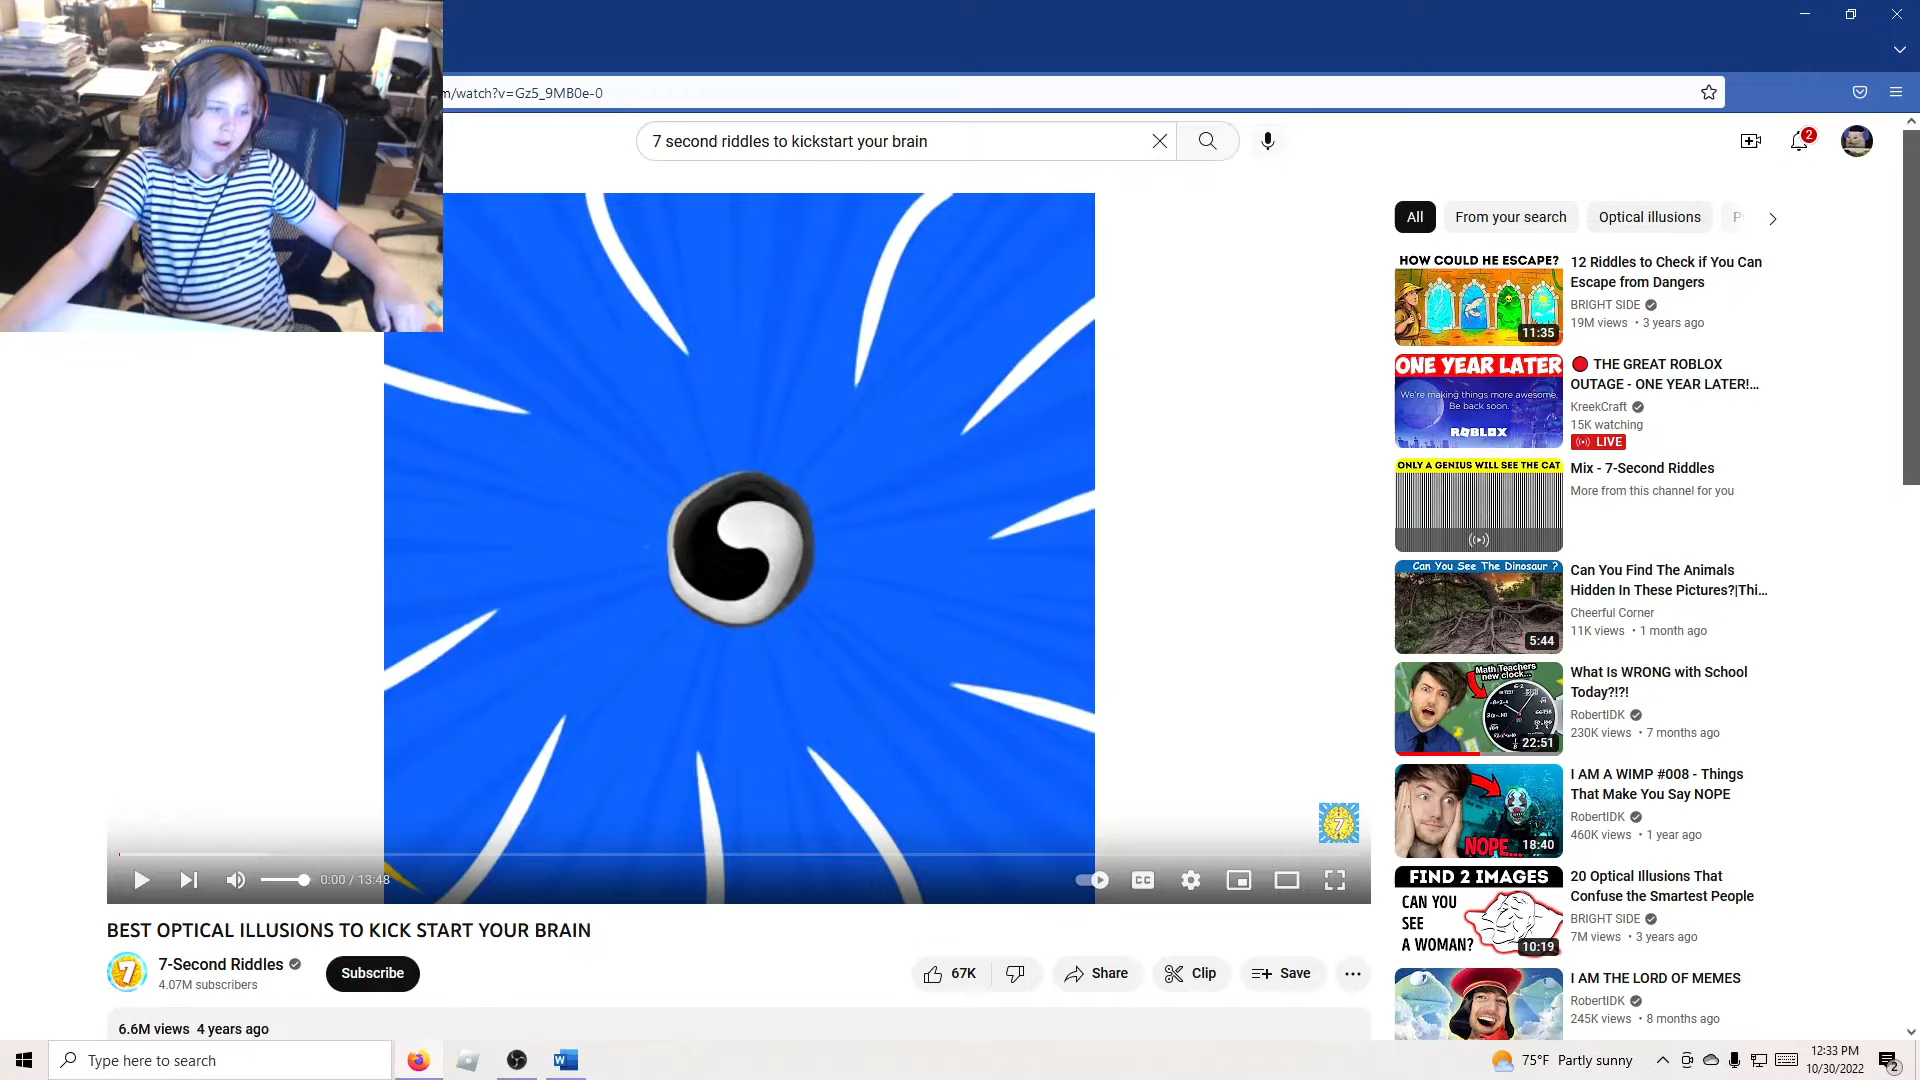 m/watch?v=Gz5_9MB0e-0
7 second riddles to kickstart your brain
2
All
From your search
Optical illusions
HOW COULD HE ESCAPE?
11:35
12 Riddles to Check if You Can
Escape from Dangers
BRIGHT SIDE
19M views • 3 years ago
ONE YEAR LATER
We're making things more awesome.
Be back soon.
ROBLOX
THE GREAT ROBLOX
OUTAGE - ONE YEAR LATER!...
KreekCraft
15K watching
LIVE
ONLY A GENIUS WILL SEE THE CAT
Mix - 7-Second Riddles
More from this channel for you
Can You See The Dinosaur ?
5:44
Can You Find The Animals
Hidden In These Pictures?|Thi...
Cheerful Corner
11K views • 1 month ago
Math Teachers
new clock...
22:51
What Is WRONG with School
Today?!?!
RobertIDK
230K views • 7 months ago
NOPE...
18:40
I AM A WIMP #008 - Things
That Make You Say NOPE
RobertIDK
460K views • 1 year ago
FIND 2 IMAGES
CAN YOU
SEE
A WOMAN?
10:19
20 Optical Illusions That
Confuse the Smartest People
BRIGHT SIDE
7M views • 3 years ago
I AM THE LORD OF MEMES
RobertIDK
245K views • 8 months ago
7
0:00 / 13:48
CC
BEST OPTICAL ILLUSIONS TO KICK START YOUR BRAIN
7
7-Second Riddles
4.07M subscribers
Subscribe
67K
Share
Clip
Save
6.6M views 4 years ago
Type here to search
W
75°F Partly sunny
12:33 PM
10/30/2022
2